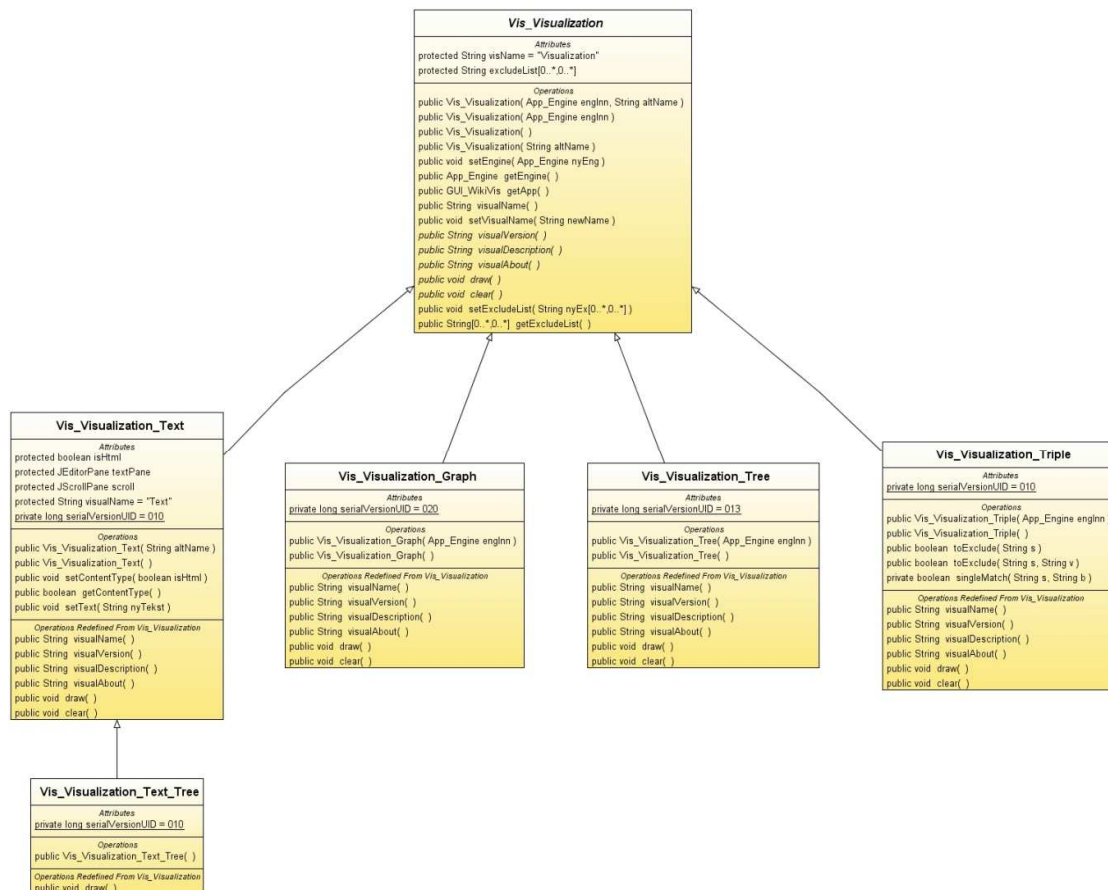 Vis_Visualization
Attributes
protected String visName = "Visualization"
protected String excludeList[0..*,0..*]
Operations
public Vis_Visualization( App_Engine engInn, String altName )
public Vis_Visualization( App_Engine engInn )
public Vis_Visualization( )
public Vis_Visualization( String altName )
public void setEngine( App_Engine nyEng )
public App_Engine getEngine( )
public GUI_WikiVis getApp( )
public String visualName( )
public void setVisualName( String newName )
public String visualVersion( )
public String visualDescription( )
public String visualAbout( )
public void draw( )
public void clear( )
public void setExcludeList( String nyEx[0..*,0..*] )
public String[0..*,0..*] getExcludeList( )
Vis_Visualization_Text
Attributes
protected boolean isHtml
protected JEditorPane textPane
protected JScrollPane scroll
protected String visualName = "Text"
private long serialVersionUID = 010
Operations
public Vis_Visualization_Text( String altName )
public Vis_Visualization_Text( )
public void setContentType( boolean isHtml )
public boolean getContentType( )
public void setText( String nyTekst )
Operations Redefined From Vis_Visualization
public String visualName( )
public String visualVersion( )
public String visualDescription( )
public String visualAbout( )
public void draw( )
public void clear( )
Vis_Visualization_Graph
Attributes
private long serialVersionUID = 020
Operations
public Vis_Visualization_Graph( App_Engine engInn )
public Vis_Visualization_Graph( )
Operations Redefined From Vis_Visualization
public String visualName( )
public String visualVersion( )
public String visualDescription( )
public String visualAbout( )
public void draw( )
public void clear( )
Vis_Visualization_Tree
Attributes
private long serialVersionUID = 013
Operations
public Vis_Visualization_Tree( App_Engine engInn )
public Vis_Visualization_Tree( )
Operations Redefined From Vis_Visualization
public String visualName( )
public String visualVersion( )
public String visualDescription( )
public String visualAbout( )
public void draw( )
public void clear( )
Vis_Visualization_Triple
Attributes
private long serialVersionUID = 010
Operations
public Vis_Visualization_Triple( App_Engine engInn )
public Vis_Visualization_Triple( )
public boolean toExclude( String s )
public boolean toExclude( String s, String v )
private boolean singleMatch( String s, String b )
Operations Redefined From Vis_Visualization
public String visualName( )
public String visualVersion( )
public String visualDescription( )
public String visualAbout( )
public void draw( )
public void clear( )
Vis_Visualization_Text_Tree
Attributes
private long serialVersionUID = 010
Operations
public Vis_Visualization_Text_Tree( )
Operations Redefined From Vis_Visualization
public void draw( )